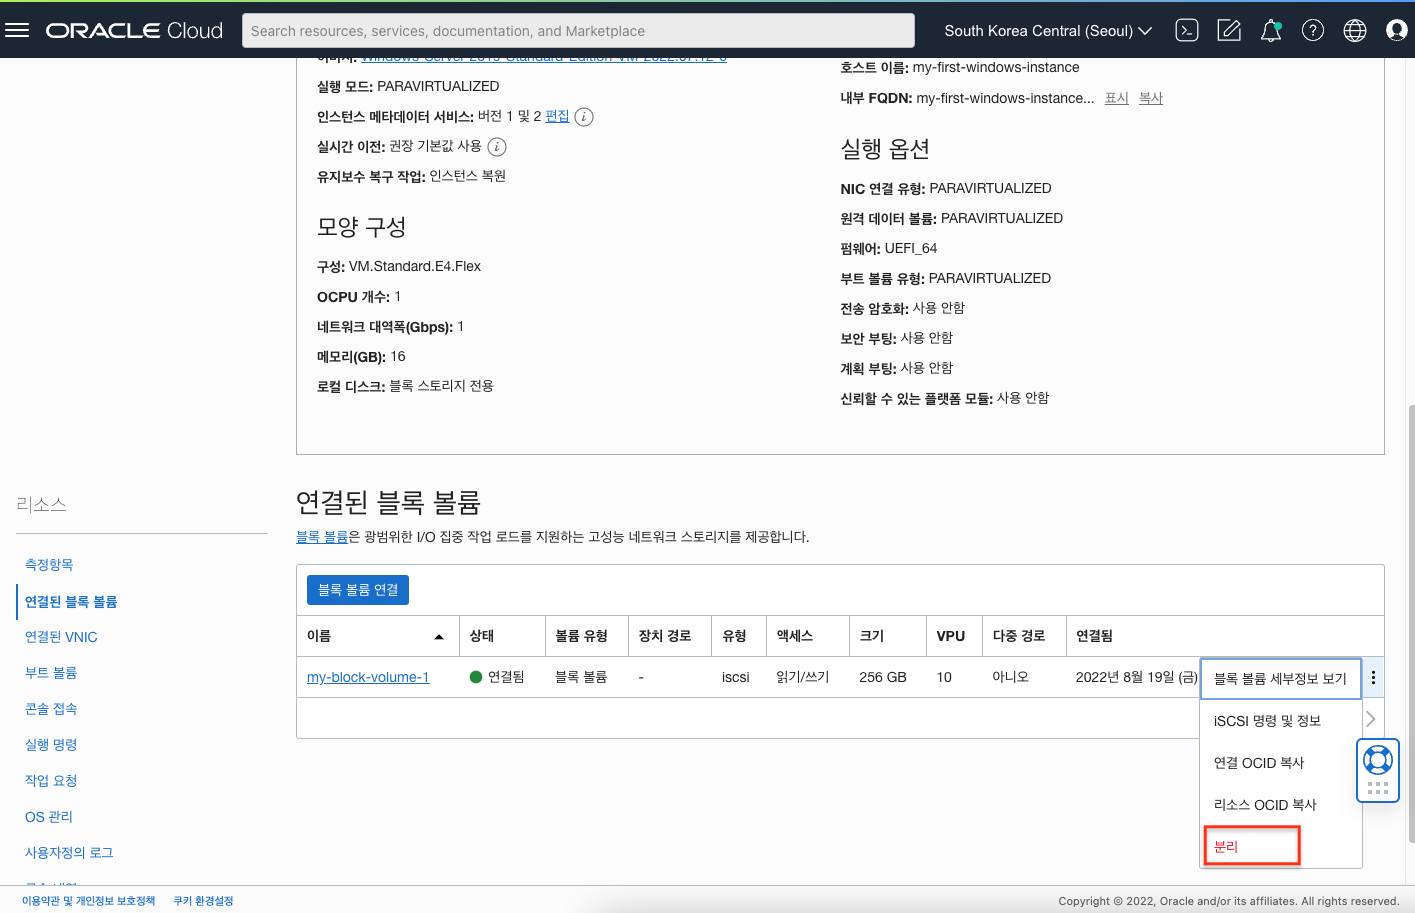 ORACLE Cloud
Search resources, services, documentation, and Marketplace
South Korea Central (Seoul)
이미지: Windows-Server-2019-Standard-Edition-VM-2022.07.12-0
실행 모드: PARAVIRTUALIZED
인스턴스 메타데이터 서비스: 버전 1 및 2 편집
실시간 이전: 권장 기본값 사용
유지보수 복구 작업: 인스턴스 복원
모양 구성
구성: VM.Standard.E4.Flex
OCPU 개수: 1
네트워크 대역폭(Gbps): 1
메모리(GB): 16
로컬 디스크: 블록 스토리지 전용
호스트 이름: my-first-windows-instance
내부 FQDN: my-first-windows-instance... 표시 복사
실행 옵션
NIC 연결 유형: PARAVIRTUALIZED
원격 데이터 볼륨: PARAVIRTUALIZED
펌웨어: UEFI_64
부트 볼륨 유형: PARAVIRTUALIZED
전송 암호화: 사용 안함
보안 부팅: 사용 안함
계획 부팅: 사용 안함
신뢰할 수 있는 플랫폼 모듈: 사용 안함
리소스
측정항목
연결된 블록 볼륨
연결된 VNIC
부트 볼륨
콘솔 접속
실행 명령
작업 요청
OS 관리
사용자정의 로그
연결된 블록 볼륨
블록 볼륨은 광범위한 I/O 집중 작업 로드를 지원하는 고성능 네트워크 스토리지를 제공합니다.
블록 볼륨 연결
이름 상태 볼륨 유형 장치 경로 유형 액세스 크기 VPU 다중 경로 연결됨
my-block-volume-1 연결됨 블록 볼륨 - iscsi 읽기/쓰기 256 GB 10 아니오 2022년 8월 19일 (금)
블록 볼륨 세부정보 보기
iSCSI 명령 및 정보
연결 OCID 복사
리소스 OCID 복사
분리
이용약관 및 개인정보 보호정책 쿠키 환경설정
Copyright © 2022, Oracle and/or its affiliates. All rights reserved.